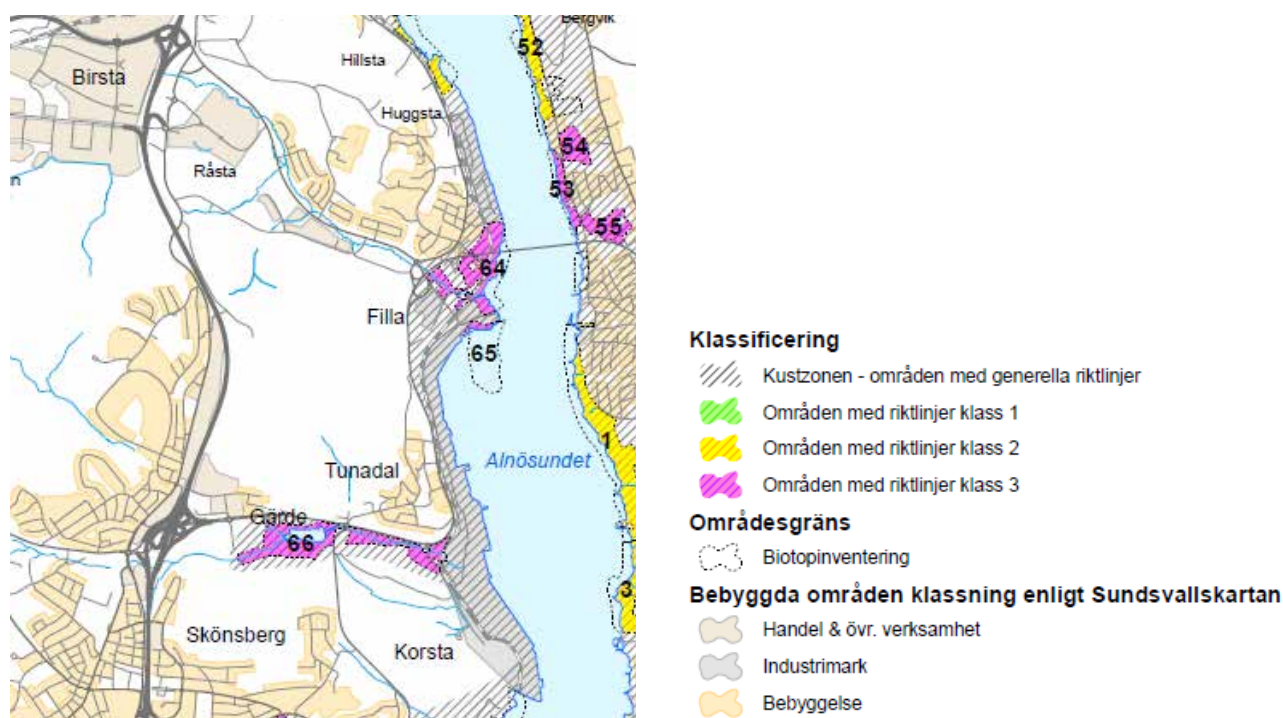 Bergvik
52
Hillsta
Birsta
Huggsta
54
Råsta
53
55
64
Filla
65
1
Alnösundet
Tunadal
Gärde
66
3
Skönsberg
Korsta
Klassificering
Kustzonen - områden med generella riktlinjer
Områden med riktlinjer klass 1
Områden med riktlinjer klass 2
Områden med riktlinjer klass 3
Områdesgräns
Biotopinventering
Bebyggda områden klassning enligt Sundsvallskartan
Handel & övr. verksamhet
Industrimark
Bebyggelse